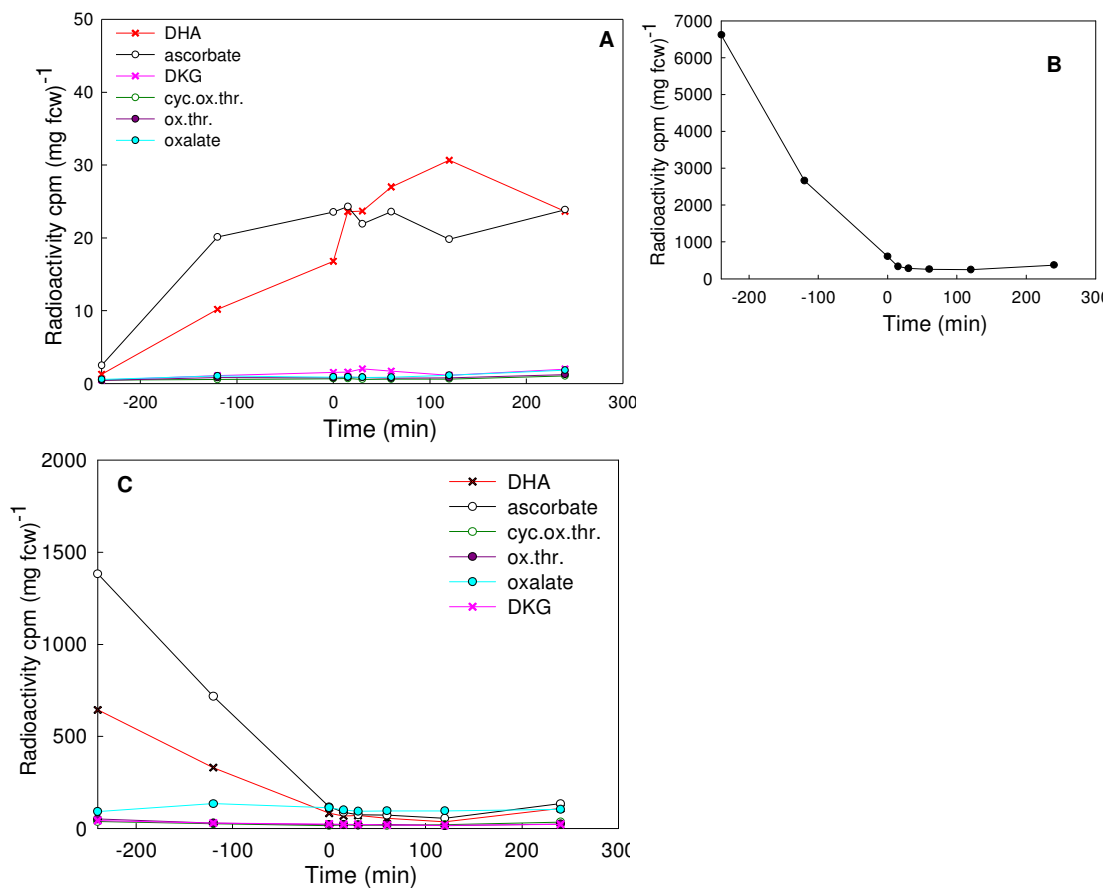 A
Radioactivity cpm (mg fcw)-1
50
40
30
20
10
0
DHA
ascorbate
DKG
cyc.ox.thr.
ox.thr.
oxalate
-200 -100 0 100 200 300
Time (min)
B
Radioactivity cpm (mg fcw)-1
7000
6000
5000
4000
3000
2000
1000
0
-200 -100 0 100 200 300
Time (min)
C
Radioactivity cpm (mg fcw)-1
2000
1500
1000
500
0
DHA
ascorbate
cyc.ox.thr.
ox.thr.
oxalate
DKG
-200 -100 0 100 200 300
Time (min)